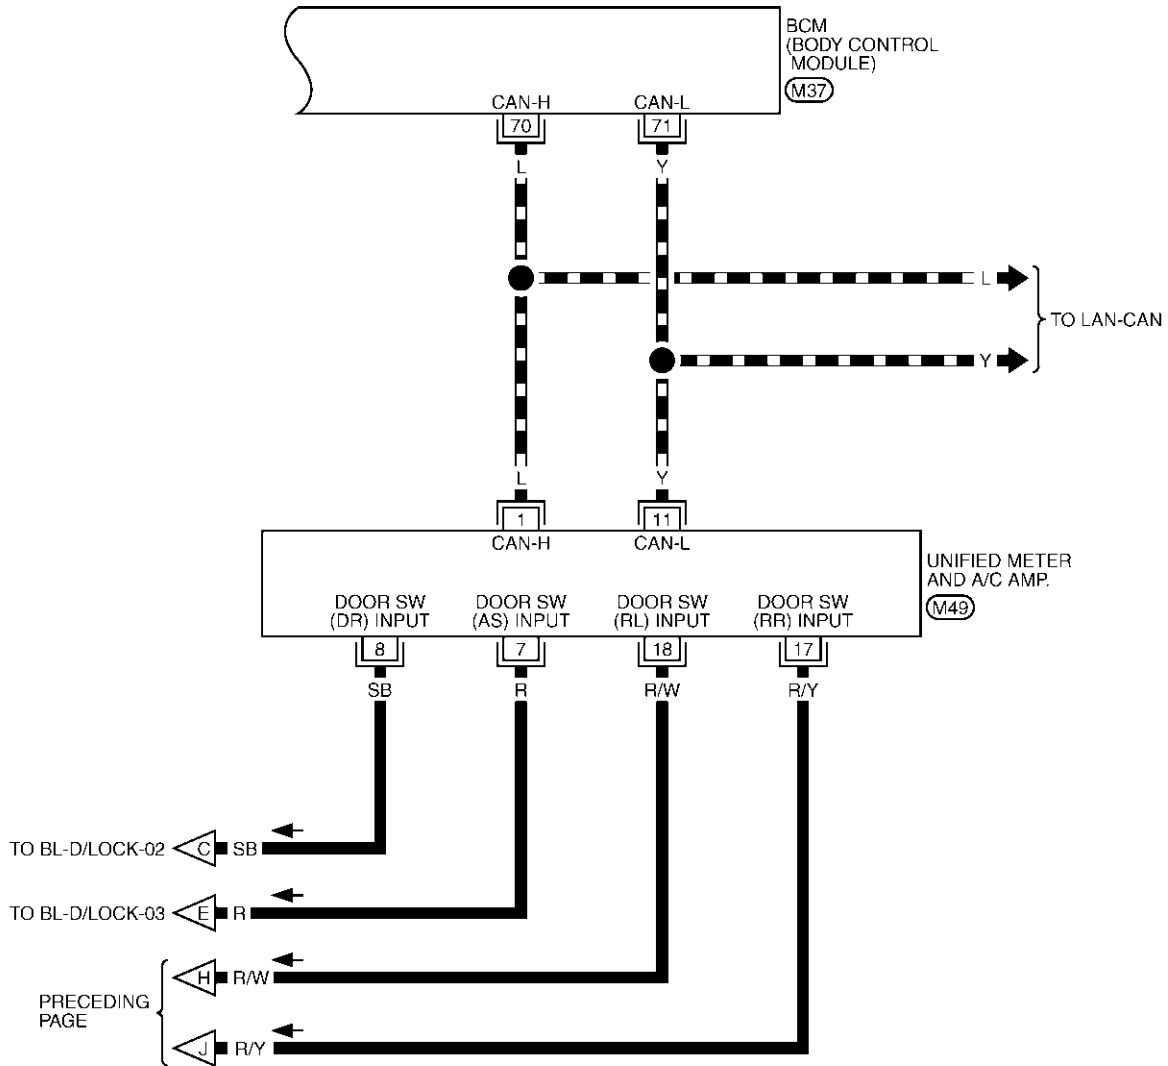 BCM
(BODY CONTROL
MODULE)
M37
CAN-H
CAN-L
70
71
L
Y
L
Y
TO LAN-CAN
L
Y
1
11
CAN-H
CAN-L
UNIFIED METER
AND A/C AMP.
M49
DOOR SW
(DR) INPUT
DOOR SW
(AS) INPUT
DOOR SW
(RL) INPUT
DOOR SW
(RR) INPUT
8
7
18
17
SB
R
R/W
R/Y
TO BL-D/LOCK-02
C
SB
TO BL-D/LOCK-03
E
R
H
R/W
PRECEDING
PAGE
J
R/Y